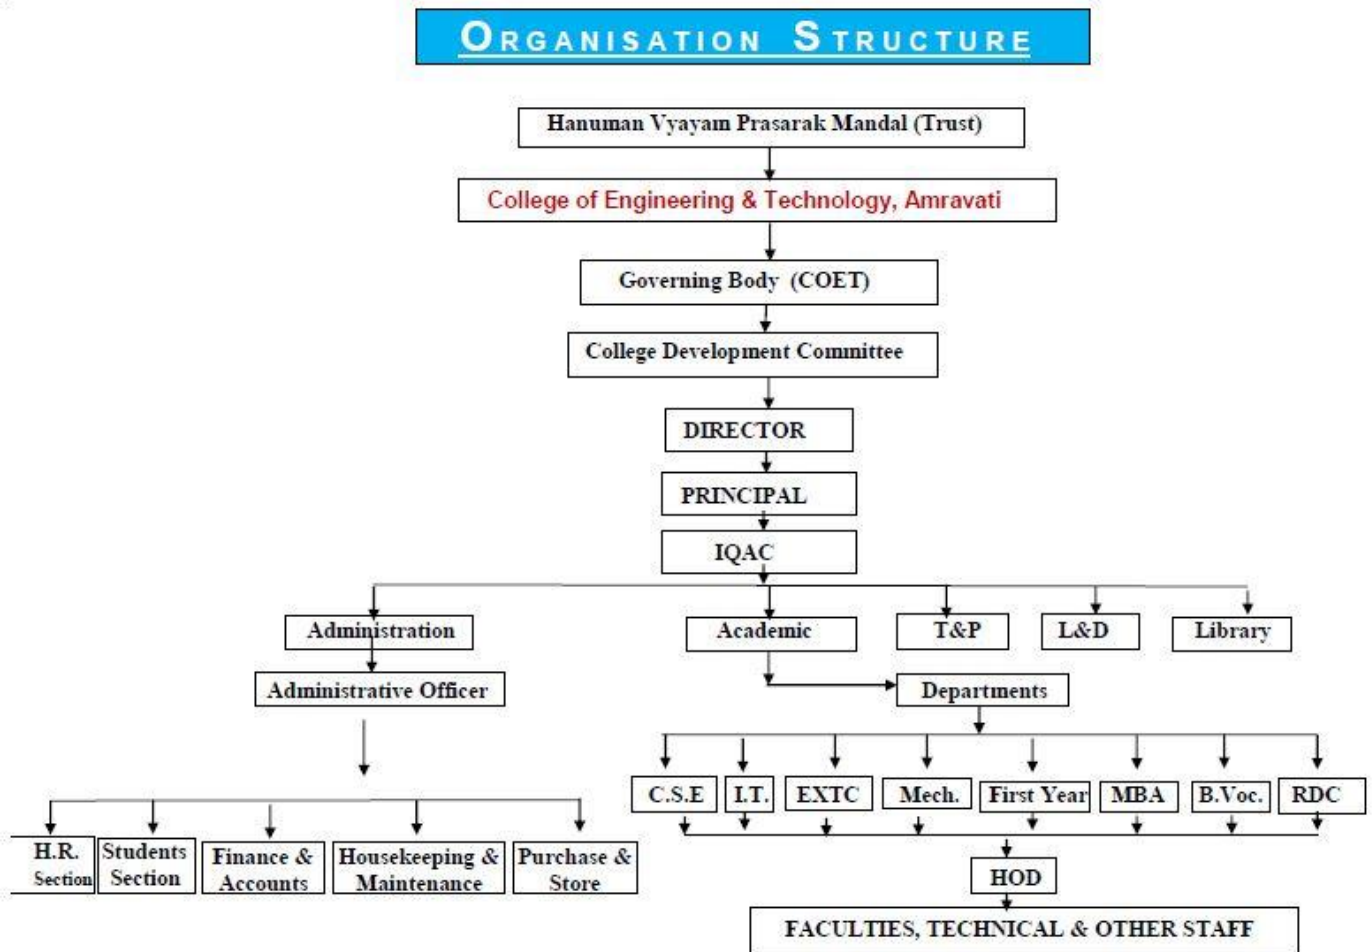 ORGANISATION STRUCTURE
Hanuman Vyayam Prasarak Mandal (Trust)
College of Engineering & Technology, Amravati
Governing Body (COET)
College Development Committee
DIRECTOR
PRINCIPAL
IQAC
Administration
Academic
T&P
L&D
Library
Administrative Officer
Departments
C.S.E
I.T.
EXTC
Mech.
First Year
MBA
B.Voc.
RDC
H.R.
Section
Students
Section
Finance &
Accounts
Housekeeping &
Maintenance
Purchase &
Store
HOD
FACULTIES, TECHNICAL & OTHER STAFF